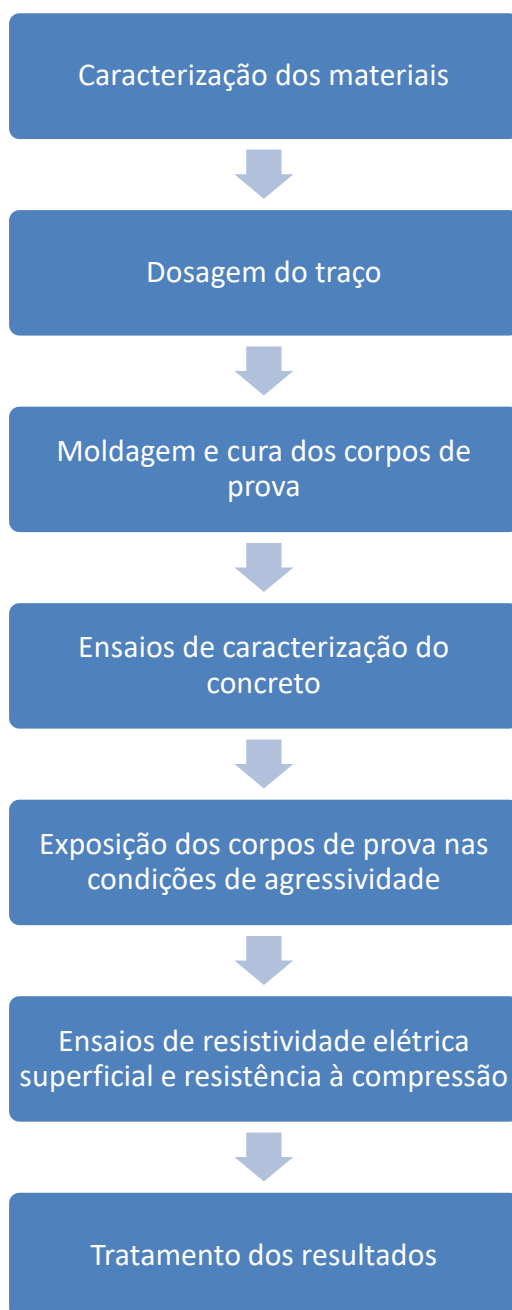 Caracterização dos materiais
Dosagem do traço
Moldagem e cura dos corpos de
prova
Ensaios de caracterização do
concreto
Exposição dos corpos de prova nas
condições de agressividade
Ensaios de resistividade elétrica
superficial e resistência à compressão
Tratamento dos resultados